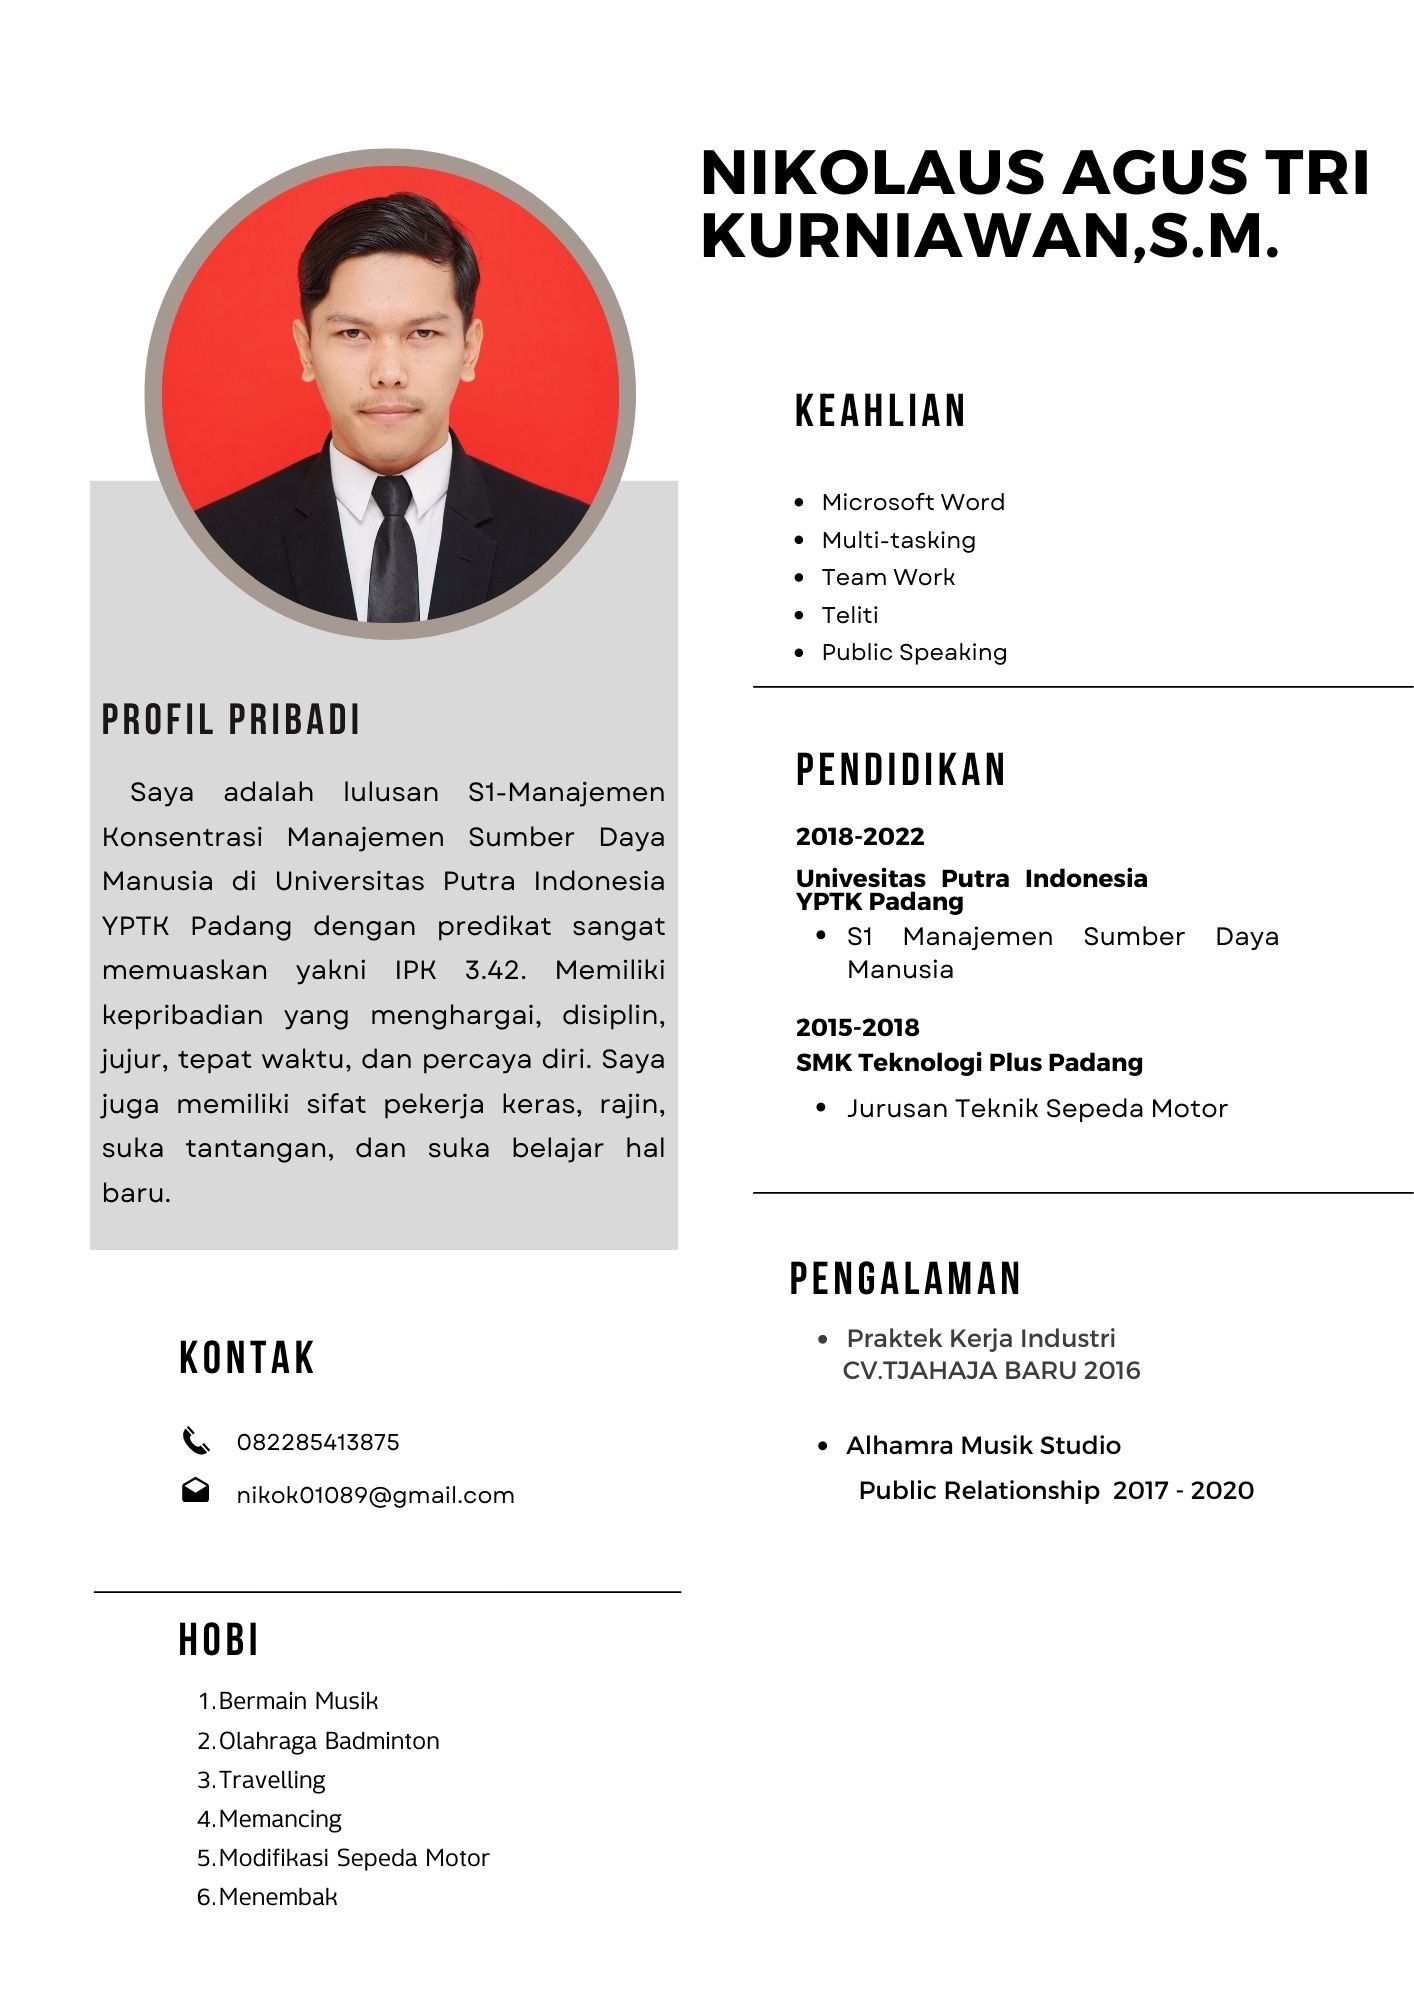 NIKOLAUS AGUS TRI
KURNIAWAN,S.M.
PROFIL PRIBADI
Saya adalah lulusan S1-Manajemen
Konsentrasi Manajemen Sumber Daya
Manusia di Universitas Putra Indonesia
YPTK Padang dengan predikat sangat
memuaskan yakni IPK 3.42. Memiliki
kepribadian yang menghargai, disiplin,
jujur, tepat waktu, dan percaya diri. Saya
juga memiliki sifat pekerja keras, rajin,
suka tantangan, dan suka belajar hal
baru.
KONTAK
082285413875
nikok01089@gmail.com
HOBI
1.Bermain Musik
2.Olahraga Badminton
3.Travelling
4.Memancing
5.Modifikasi Sepeda Motor
6.Menembak
KEAHLIAN
• Microsoft Word
• Multi-tasking
• Team Work
• Teliti
• Public Speaking
PENDIDIKAN
2018-2022
Univesitas Putra Indonesia
YPTK Padang
• S1 Manajemen Sumber Daya
Manusia
2015-2018
SMK Teknologi Plus Padang
• Jurusan Teknik Sepeda Motor
PENGALAMAN
• Praktek Kerja Industri
CV.TJAHAJA BARU 2016
• Alhamra Musik Studio
Public Relationship 2017 - 2020